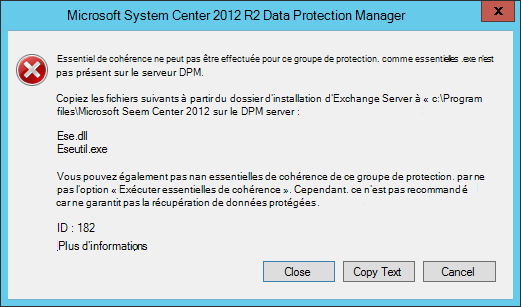 Microsoft System Center 2012 R2 Data Protection Manager
x
Essentiel de cohérence ne peut pas être effectuée pour ce groupe de protection. comme essentielles .exe n'est
pas présent sur le serveur DPM.
Copiez les fichiers suivants à partir du dossier d'installation d'Exchange Server à « c:\Program
files\Microsoft Seem Center 2012 sur le DPM server :
Ese.dll
Eseutil.exe
Vous pouvez également pas nan essentielles de cohérence de ce groupe de protection. par ne
pas l'option « Exécuter essentielles de cohérence ». Cependant. ce n'est pas recommandé
car ne garantit pas la récupération de données protégées.
ID : 182
.Plus d'informations
Close
Copy Text
Cancel